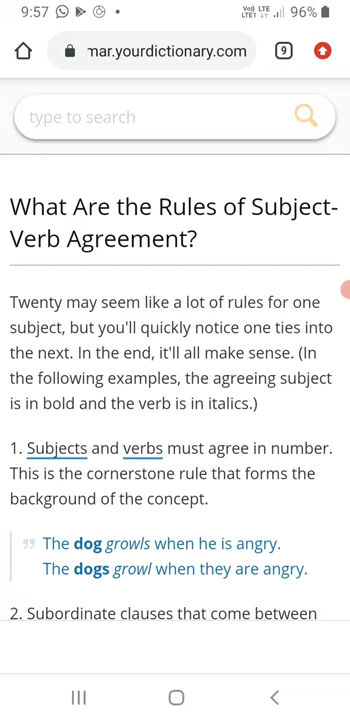 9:57
Vo) LTE
LTE1
96%
mar.yourdictionary.com
9
type to search
What Are the Rules of Subject-
Verb Agreement?
Twenty may seem like a lot of rules for one
subject, but you'll quickly notice one ties into
the next. In the end, it'll all make sense. (In
the following examples, the agreeing subject
is in bold and the verb is in italics.)
1. Subjects and verbs must agree in number.
This is the cornerstone rule that forms the
background of the concept.
The dog growls when he is angry.
The dogs growl when they are angry.
2. Subordinate clauses that come between